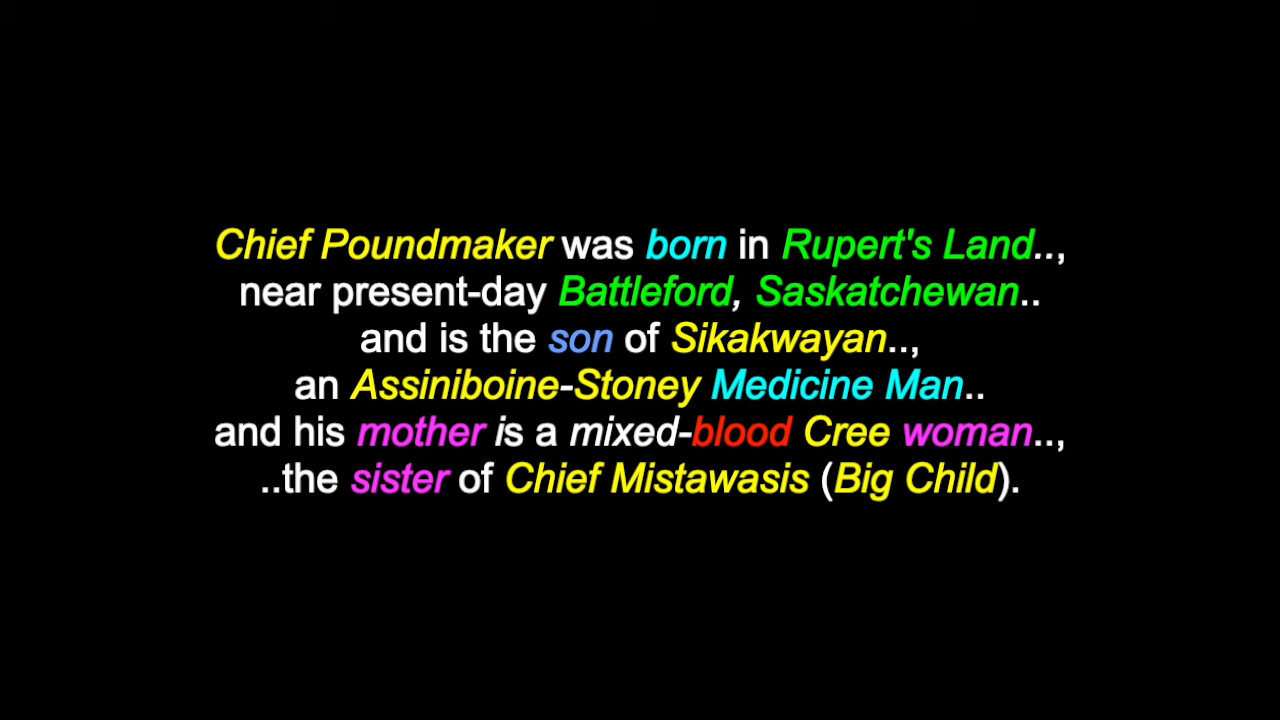 Chief Poundmaker was born in Rupert's Land..,
near present-day Battleford, Saskatchewan..
and is the son of Sikakwayan..,
an Assiniboine-Stoney Medicine Man..
and his mother is a mixed-blood Cree woman..,
..the sister of Chief Mistawasis (Big Child).